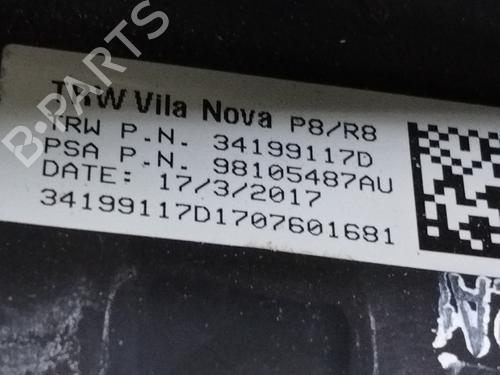 TRW Vila Nova P8/R8
TRW P.N. 34199117D
PSA P.N. 98105487AU
DATE: 17/3/2017
34199117D1707601681
B-PARTS